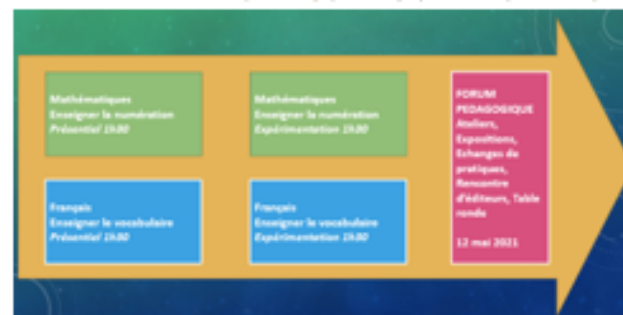 Mathématiques
Enseigner la numération
Présentiel 1h30
Mathématiques
Enseigner la numération
Expérimentation 1h30
Français
Enseigner le vocabulaire
Présentiel 1h30
Français
Enseigner le vocabulaire
Expérimentation 1h30
FORUM
PEDAGOGIQUE
Ateliers,
Expositions,
Echanges de
pratiques,
Rencontre
d'éditeurs, Table
ronde
12 mai 2021